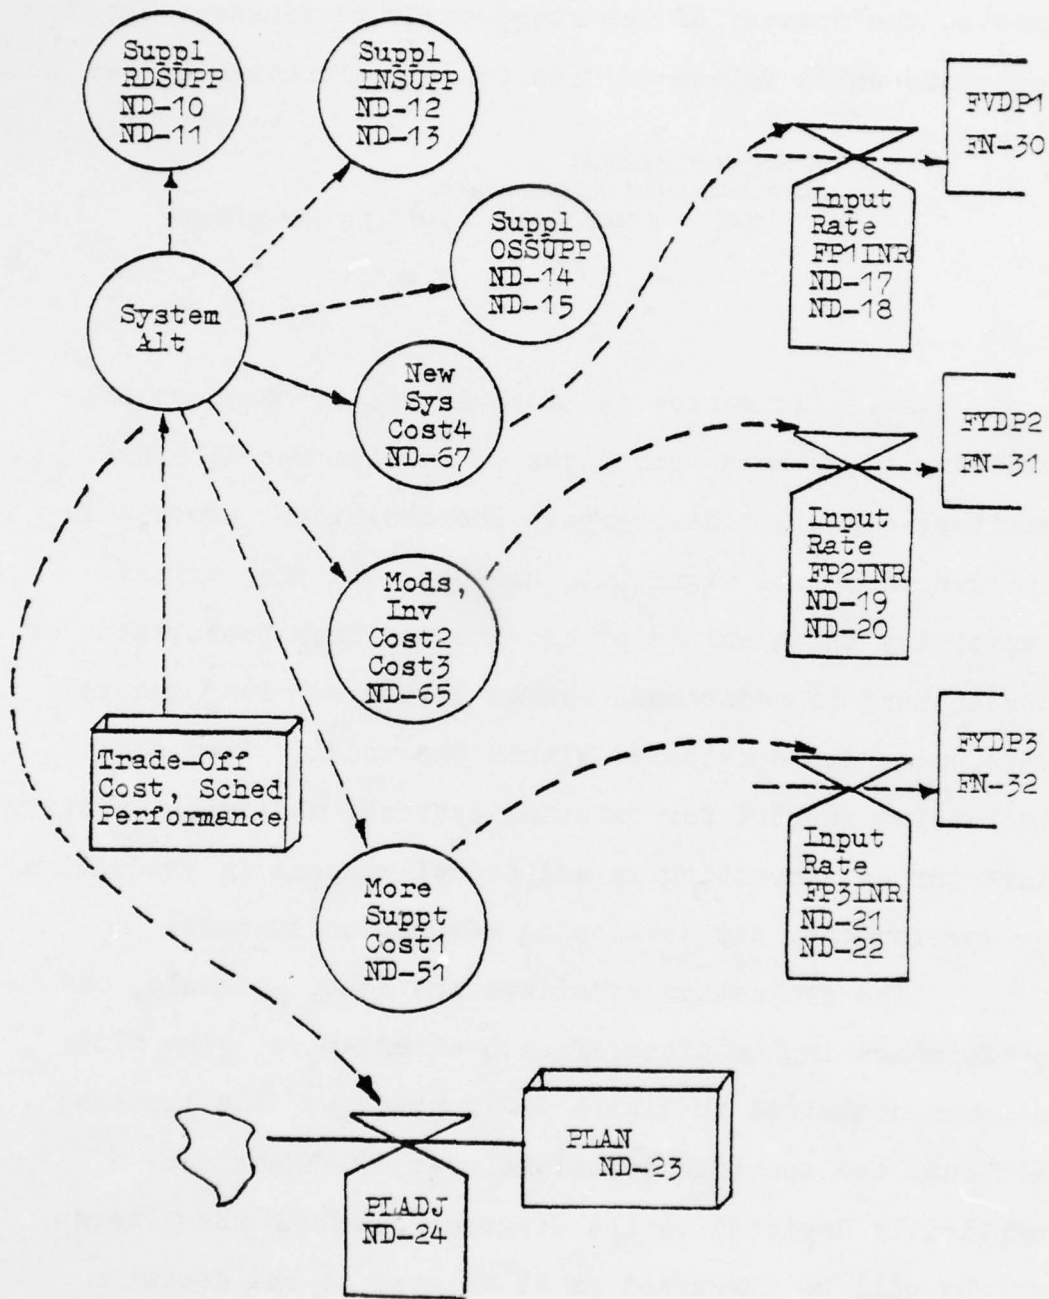 Suppl
RDSUPP
ND-10
ND-11
Suppl
INSUPP
ND-12
ND-13
FVDP1
FN-30
Input
Rate
FP1INR
ND-17
ND-18
Suppl
OSSUPP
ND-14
ND-15
System
Alt
New
Sys
Cost4
ND-67
FYDP2
FN-31
Input
Rate
FP2INR
ND-19
ND-20
Mods,
Inv
Cost2
Cost3
ND-65
Trade-Off
Cost, Sched
Performance
FYDP3
FN-32
Input
Rate
FP3INR
ND-21
ND-22
More
Suppt
Cost1
ND-51
PLAN
ND-23
PLADJ
ND-24